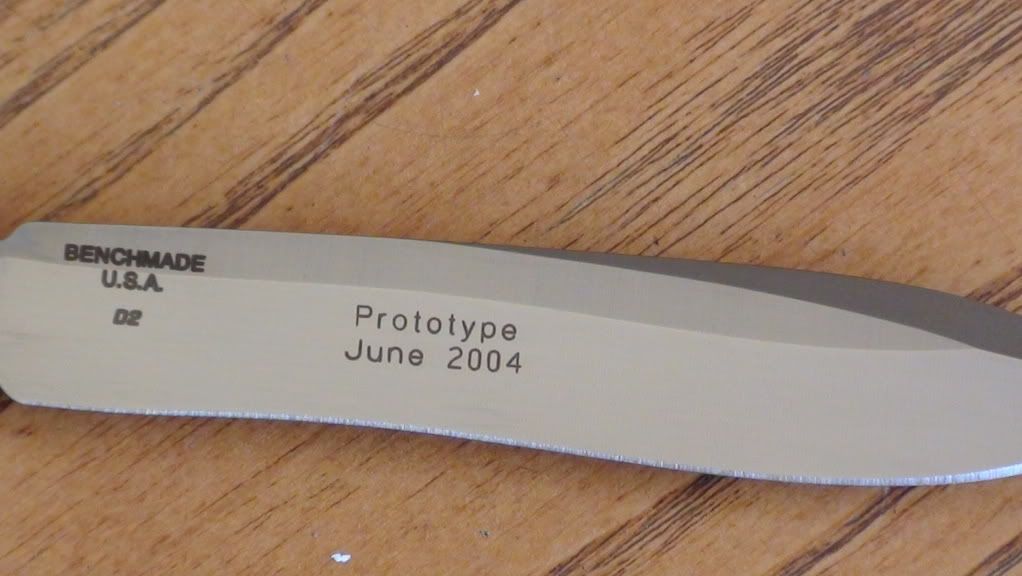 BENCHMADE
U.S.A.
D2
Prototype
June 2004